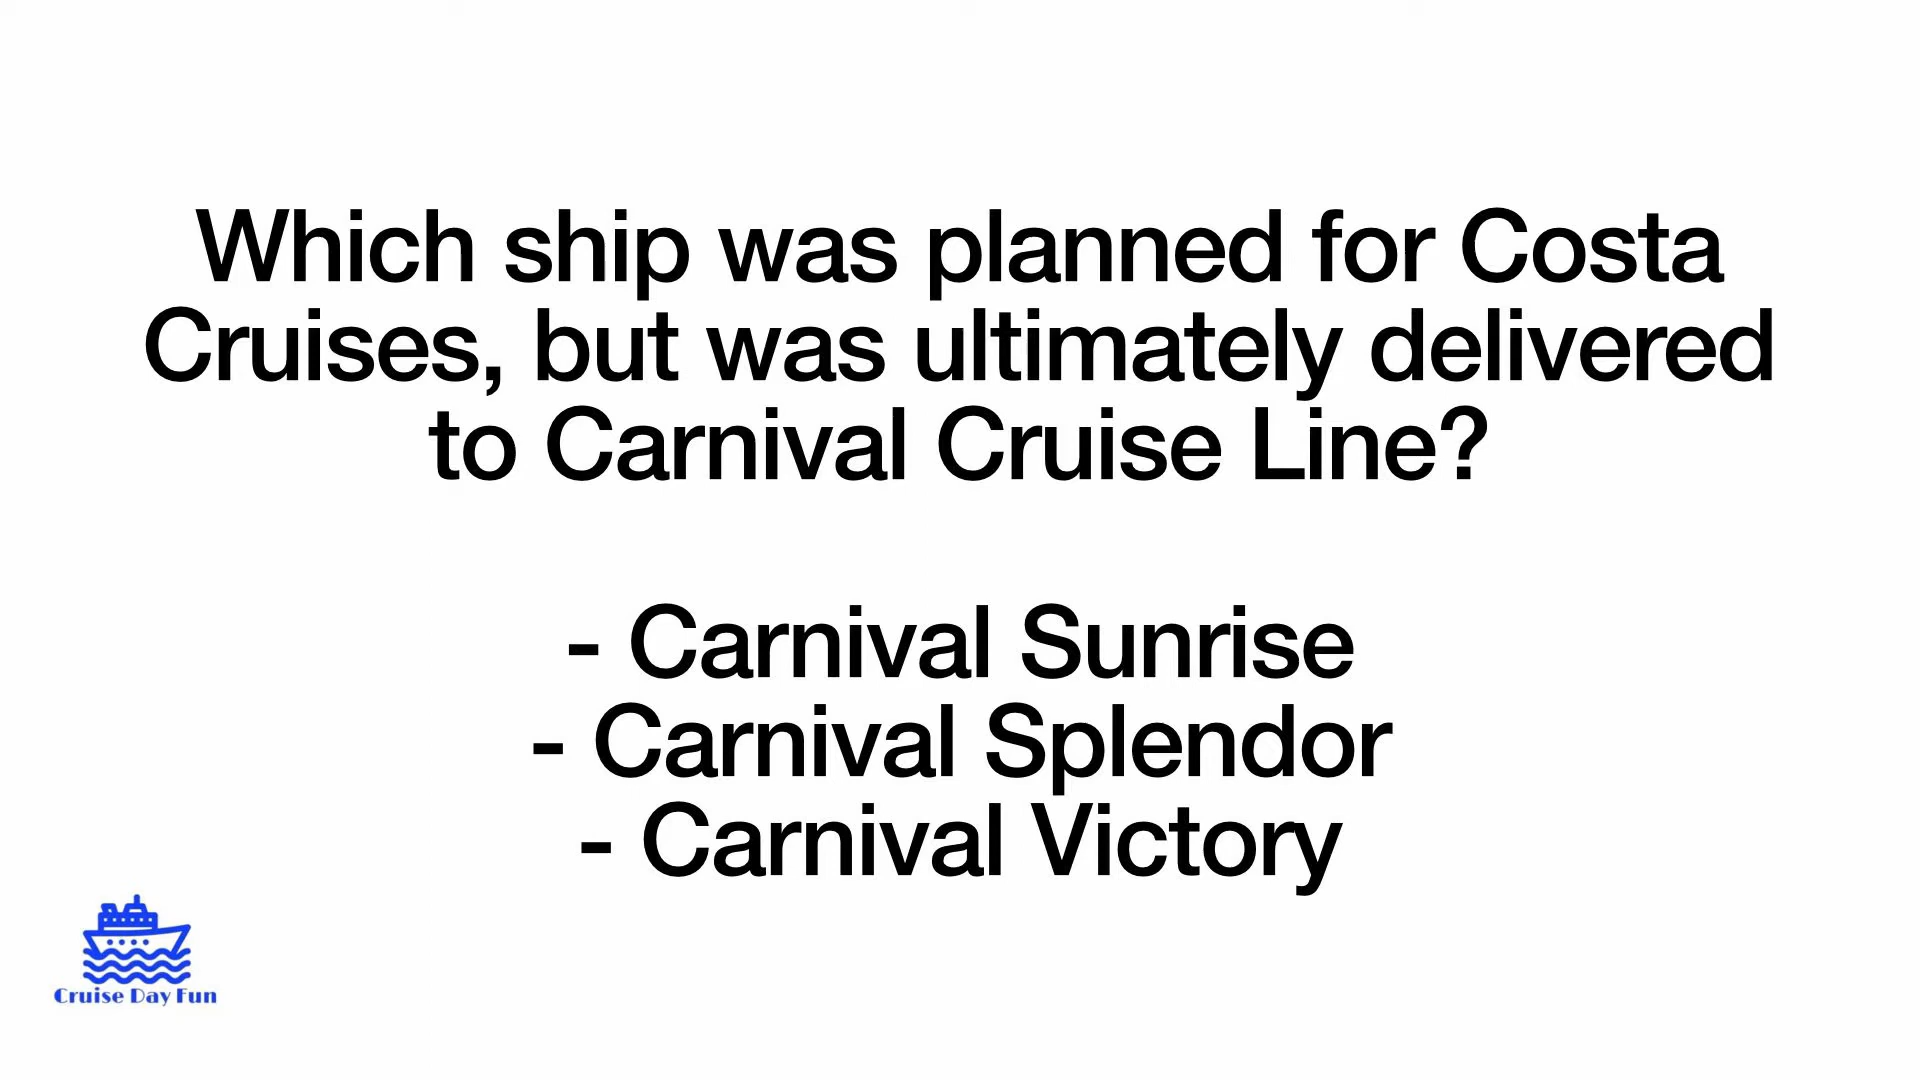 Which ship was planned for Costa
Cruises, but was ultimately delivered
to Carnival Cruise Line?
- Carnival Sunrise
- Carnival Splendor
- Carnival Victory
Cruise Day Fun